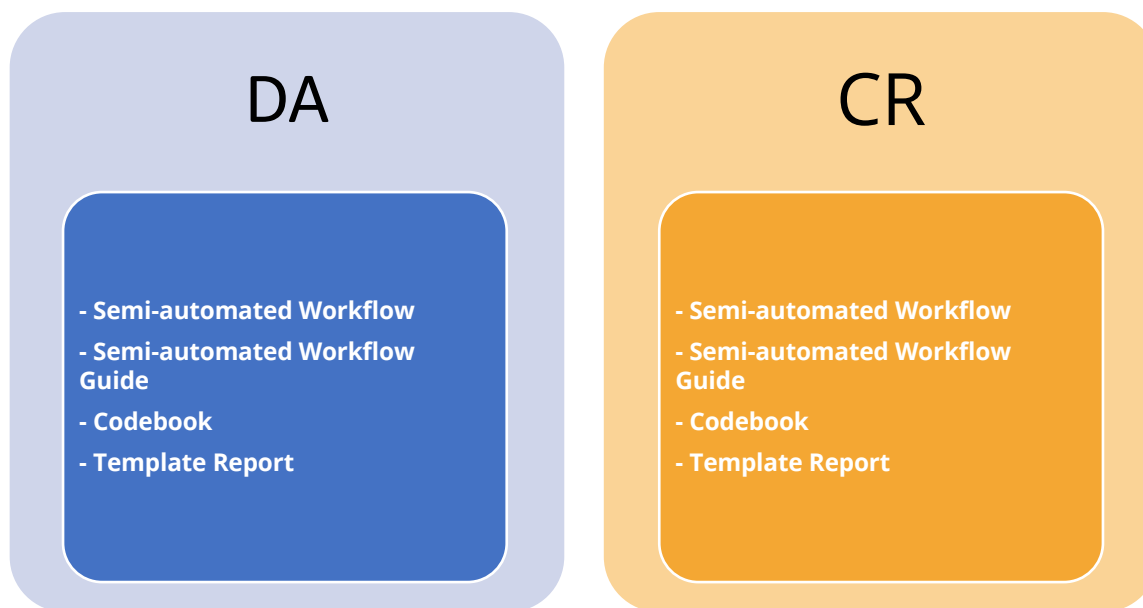 DA
- Semi-automated Workflow
- Semi-automated Workflow
Guide
- Codebook
- Template Report
CR
- Semi-automated Workflow
- Semi-automated Workflow
Guide
- Codebook
- Template Report